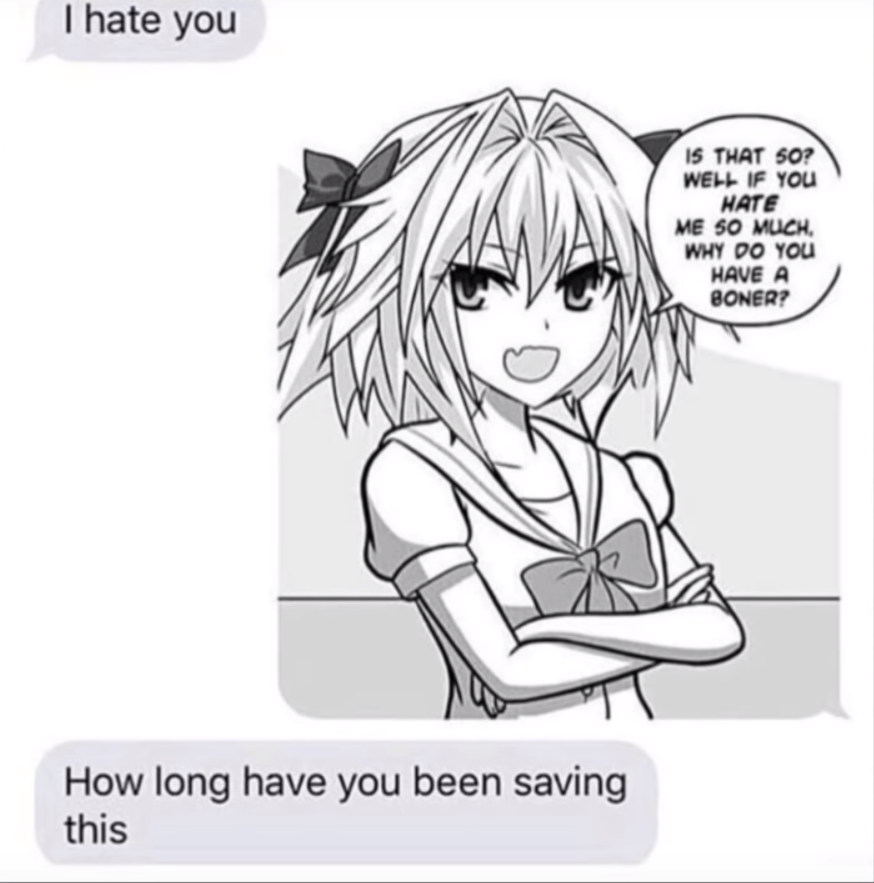 I hate you
IS THAT SO?
WELL IF YOU
HATE
ME SO MUCH,
WHY DO YOU
HAVE A
BONER?
How long have you been saving
this